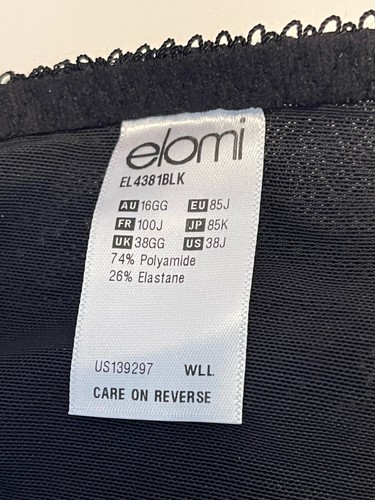 elomi
EL4381BLK
AU 16GG EU 85J
FR 100J JP 85K
UK 38GG US 38J
74% Polyamide
26% Elastane
US139297 WLL
CARE ON REVERSE